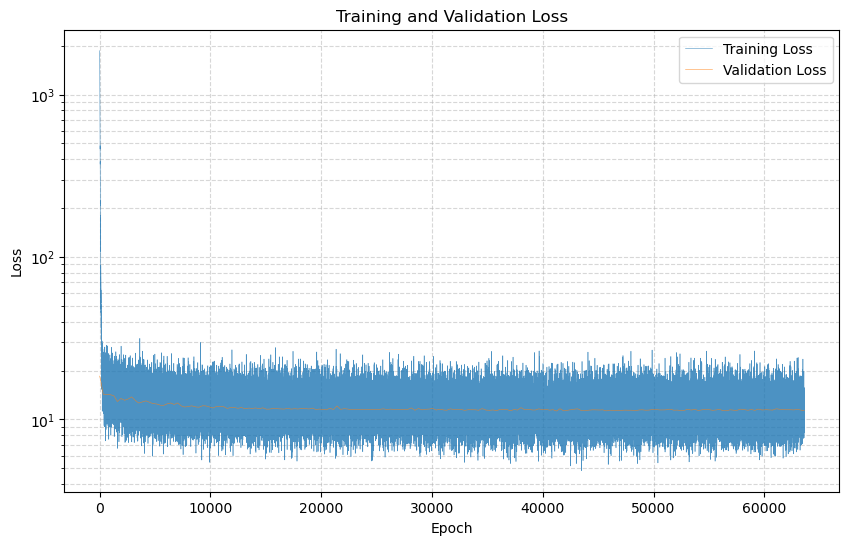 Training and Validation Loss
Training Loss
Validation Loss
Loss
10³
10²
10¹
0 10000 20000 30000 40000 50000 60000
Epoch